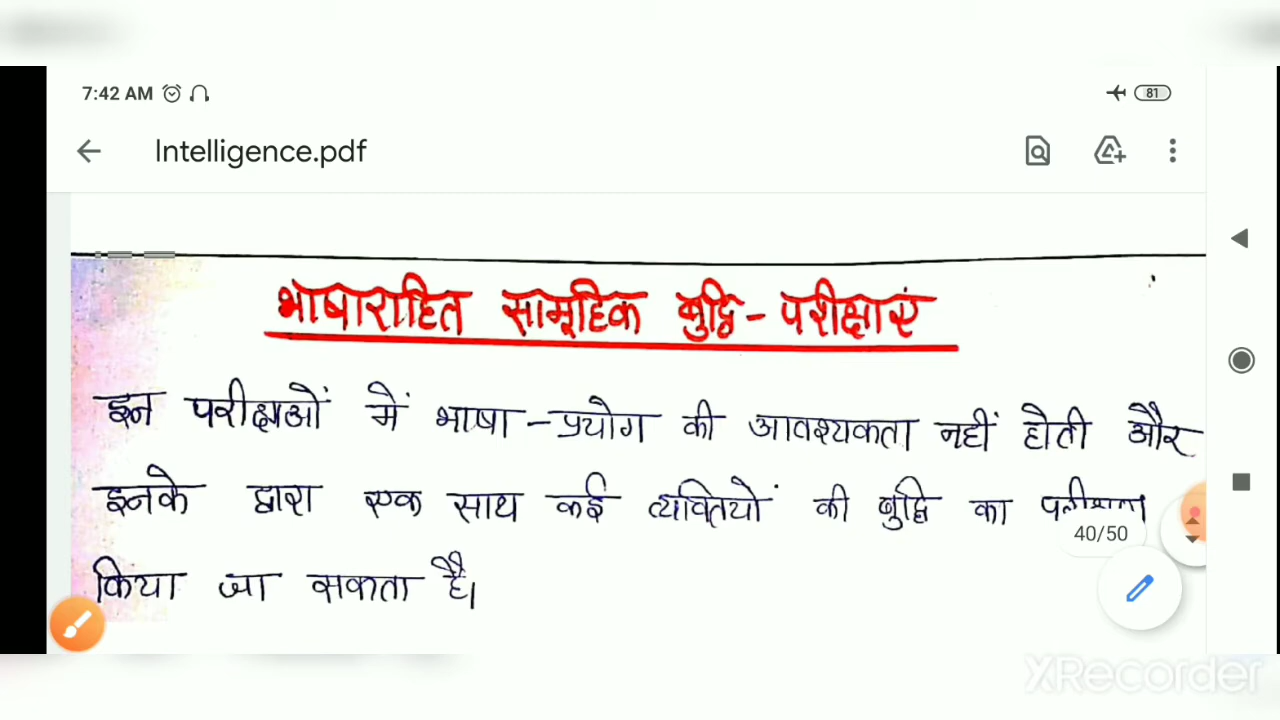 7:42 AM
81
Intelligence.pdf
भाषारहित सामूहिक बुद्धि - परीक्षाएं
इन परीक्षाओं में भाषा - प्रयोग की आवश्यकता नहीं होती और
इनके द्वारा एक साथ कई व्यक्तियों की बुद्धि का
40/50
किया जा सकता है।
XRecorder